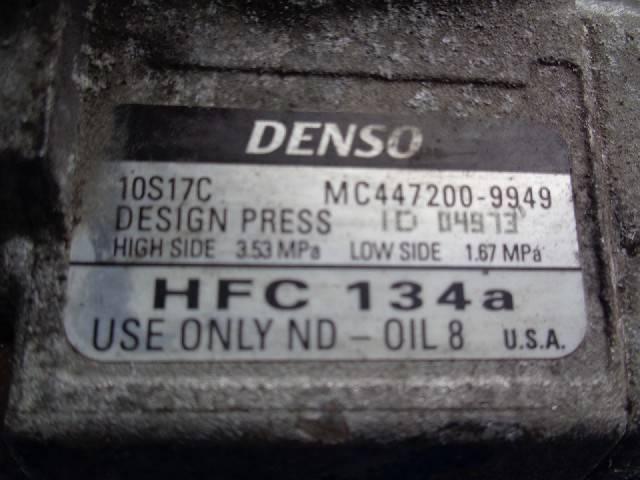 DENSO
10S17C MC447200-9949
DESIGN PRESS ID 04973
HIGH SIDE 3.53 MPa LOW SIDE 1.67 MPa
HFC 134a
USE ONLY ND - OIL 8 U.S.A.